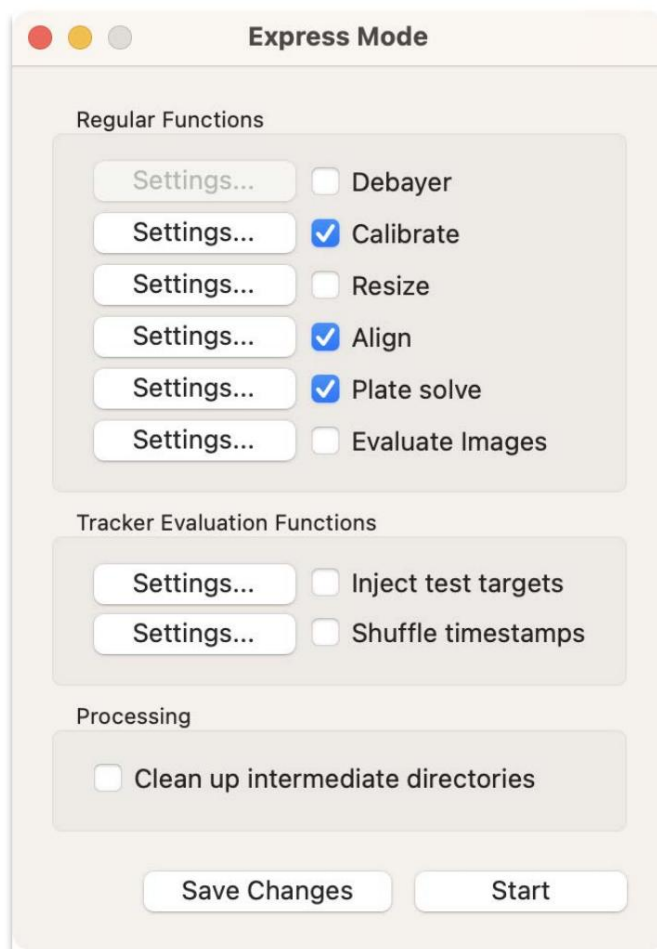 Express Mode
Regular Functions
Settings... Debayer
Settings... Calibrate
Settings... Resize
Settings... Align
Settings... Plate solve
Settings... Evaluate Images
Tracker Evaluation Functions
Settings... Inject test targets
Settings... Shuffle timestamps
Processing
Clean up intermediate directories
Save Changes Start